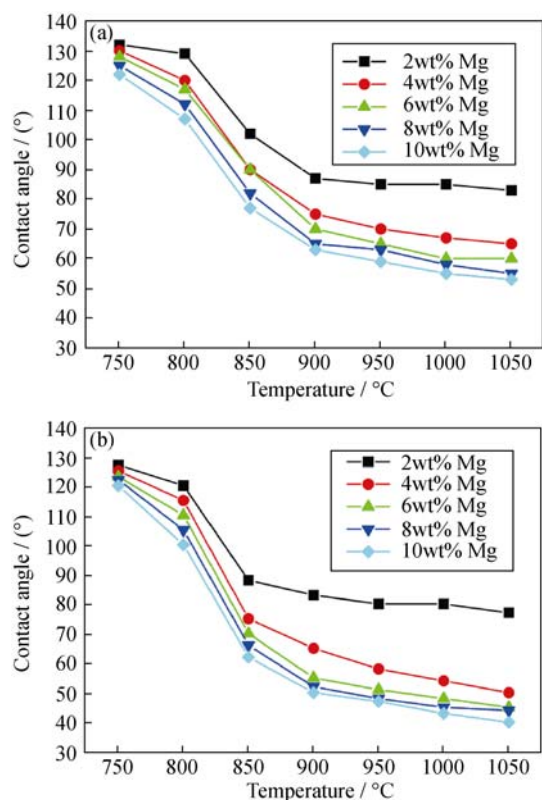 (a)
140
130
120
110
100
90
80
70
60
50
40
30
Contact angle / (°)
2wt% Mg
4wt% Mg
6wt% Mg
8wt% Mg
10wt% Mg
750 800 850 900 950 1000 1050
Temperature / °C
(b)
140
130
120
110
100
90
80
70
60
50
40
30
Contact angle / (°)
2wt% Mg
4wt% Mg
6wt% Mg
8wt% Mg
10wt% Mg
750 800 850 900 950 1000 1050
Temperature / °C